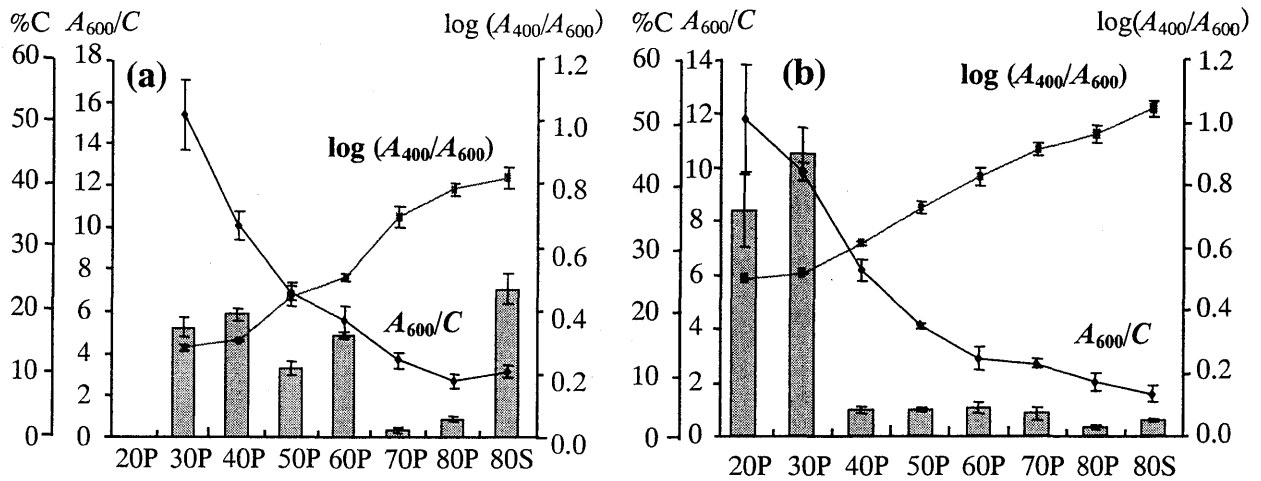 %C A600/C log (A400/A600)
60 18 1.2
(a)
16
50 1.0
14
log (A400/A600)
40 12 0.8
10
30 0.6
8
20 6 0.4
A600/C
4
10 0.2
2
0 0 0.0
20P 30P 40P 50P 60P 70P 80P 80S
%C A600/C log(A400/A600)
60 14 1.2
(b)
log (A400/A600)
50 12 1.0
10
40 0.8
8
30 0.6
6
20 0.4
4
A600/C
10 0.2
2
0 0 0.0
20P 30P 40P 50P 60P 70P 80P 80S